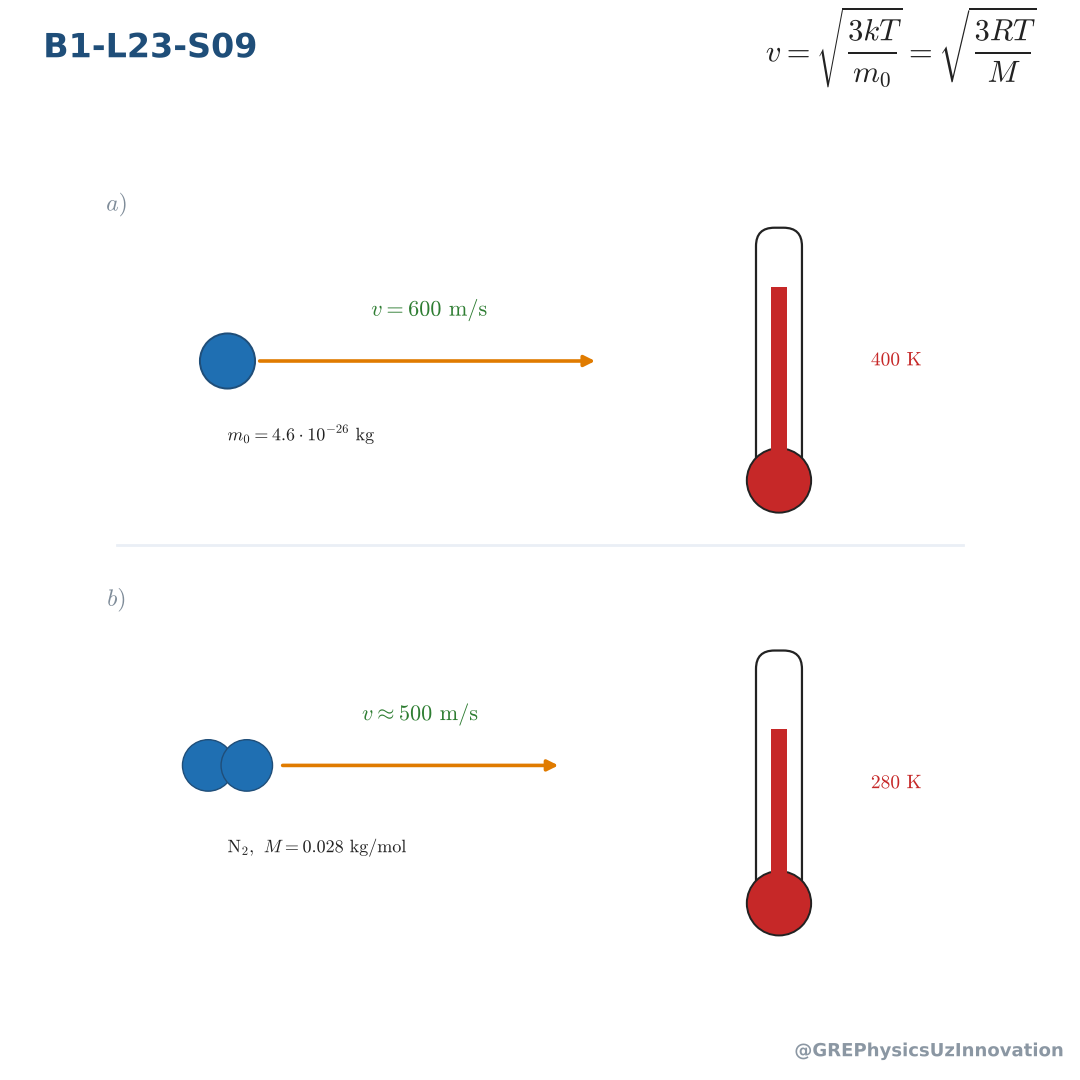 B1-L23-S09
v = √(3kT/m₀) = √(3RT/M)
a)
v = 600 m/s
400 K
m₀ = 4.6 · 10⁻²⁶ kg
b)
v ≈ 500 m/s
280 K
N₂, M = 0.028 kg/mol
@GREPhysicsUzInnovation